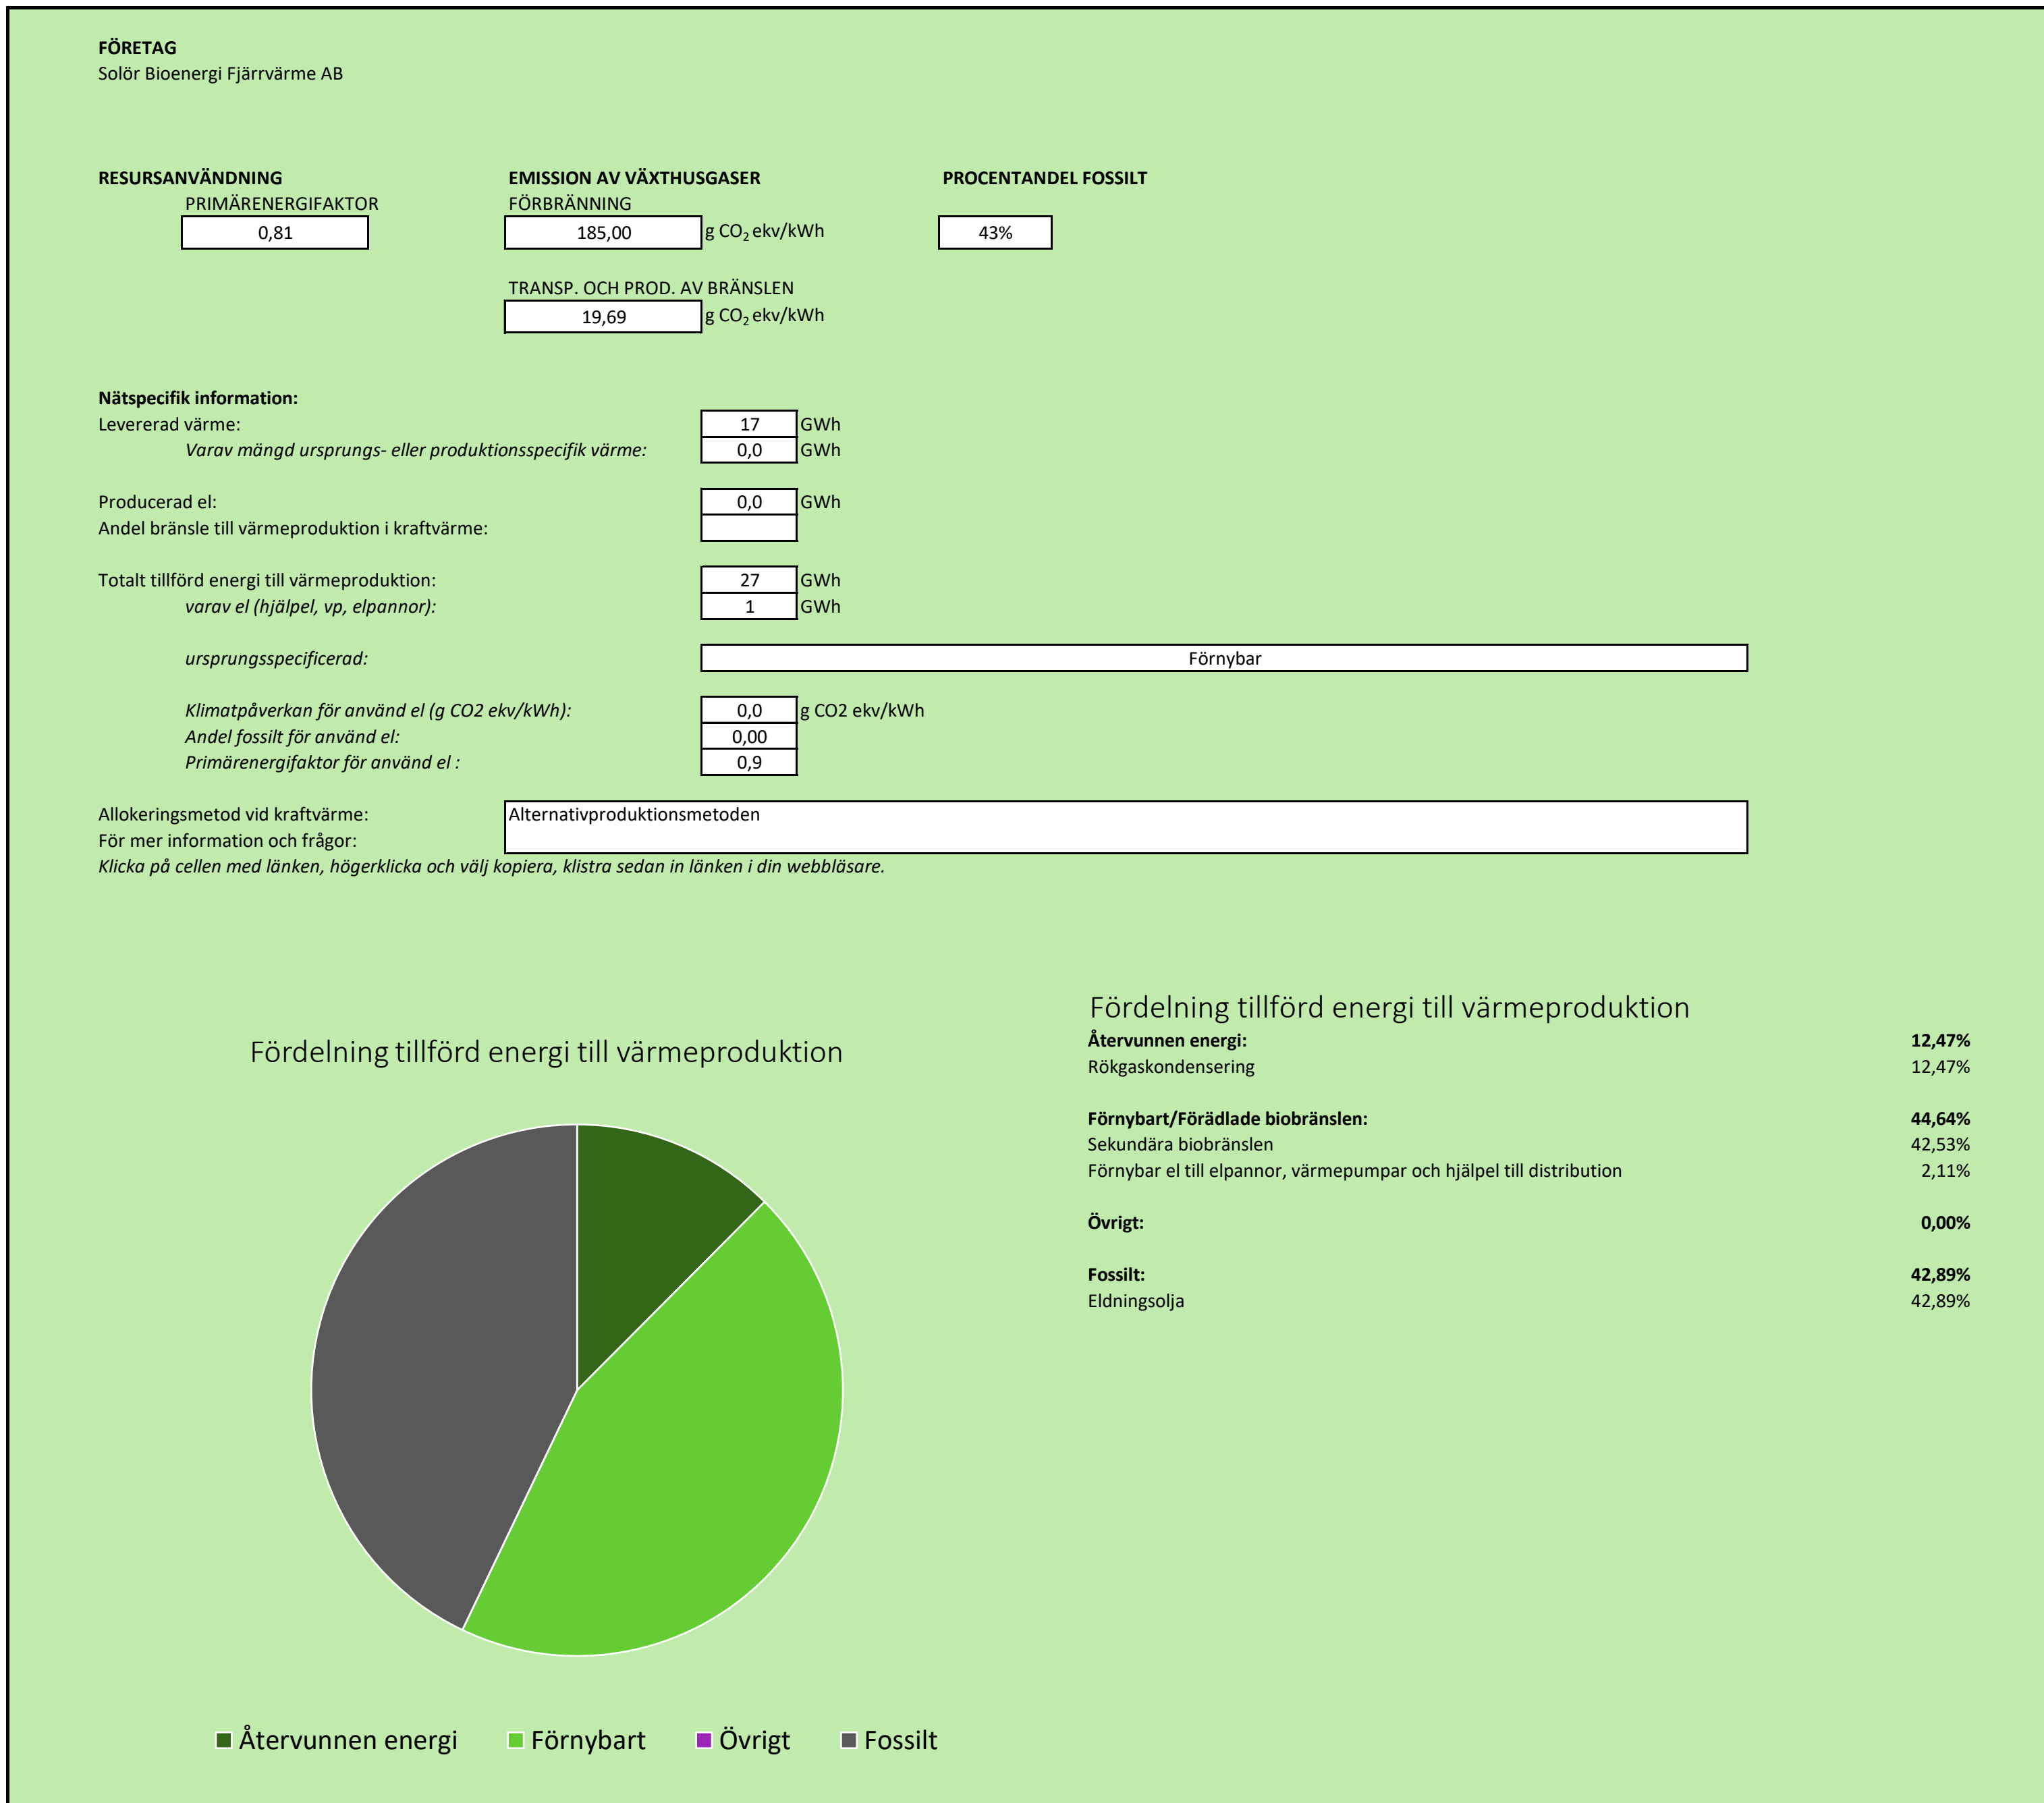 FÖRETAG
Solör Bioenergi Fjärrvärme AB
RESURSANVÄNDNING
PRIMÄRENERGIFAKTOR
0,81
EMISSION AV VÄXTHUSGASER
FÖRBRÄNNING
185,00 g CO₂ ekv/kWh
TRANSP. OCH PROD. AV BRÄNSLEN
19,69 g CO₂ ekv/kWh
PROCENTANDEL FOSSILT
43%
Nätspecifik information:
Levererad värme: 17 GWh
Varav mängd ursprungs- eller produktionsspecifik värme: 0,0 GWh
Producerad el: 0,0 GWh
Andel bränsle till värmeproduktion i kraftvärme:
Totalt tillförd energi till värmeproduktion: 27 GWh
varav el (hjälpel, vp, elpannor): 1 GWh
ursprungsspecificerad: Förnybar
Klimatpåverkan för använd el (g CO2 ekv/kWh): 0,0 g CO2 ekv/kWh
Andel fossilt för använd el: 0,00
Primärenergifaktor för använd el : 0,9
Allokeringsmetod vid kraftvärme: Alternativproduktionsmetoden
För mer information och frågor:
Klicka på cellen med länken, högerklicka och välj kopiera, klistra sedan in länken i din webbläsare.
Fördelning tillförd energi till värmeproduktion
Återvunnen energi
Förnybart
Övrigt
Fossilt
Fördelning tillförd energi till värmeproduktion
Återvunnen energi: 12,47%
Rökgaskondensering 12,47%
Förnybart/Förädlade biobränslen: 44,64%
Sekundära biobränslen 42,53%
Förnybar el till elpannor, värmepumpar och hjälpel till distribution 2,11%
Övrigt: 0,00%
Fossilt: 42,89%
Eldningsolja 42,89%